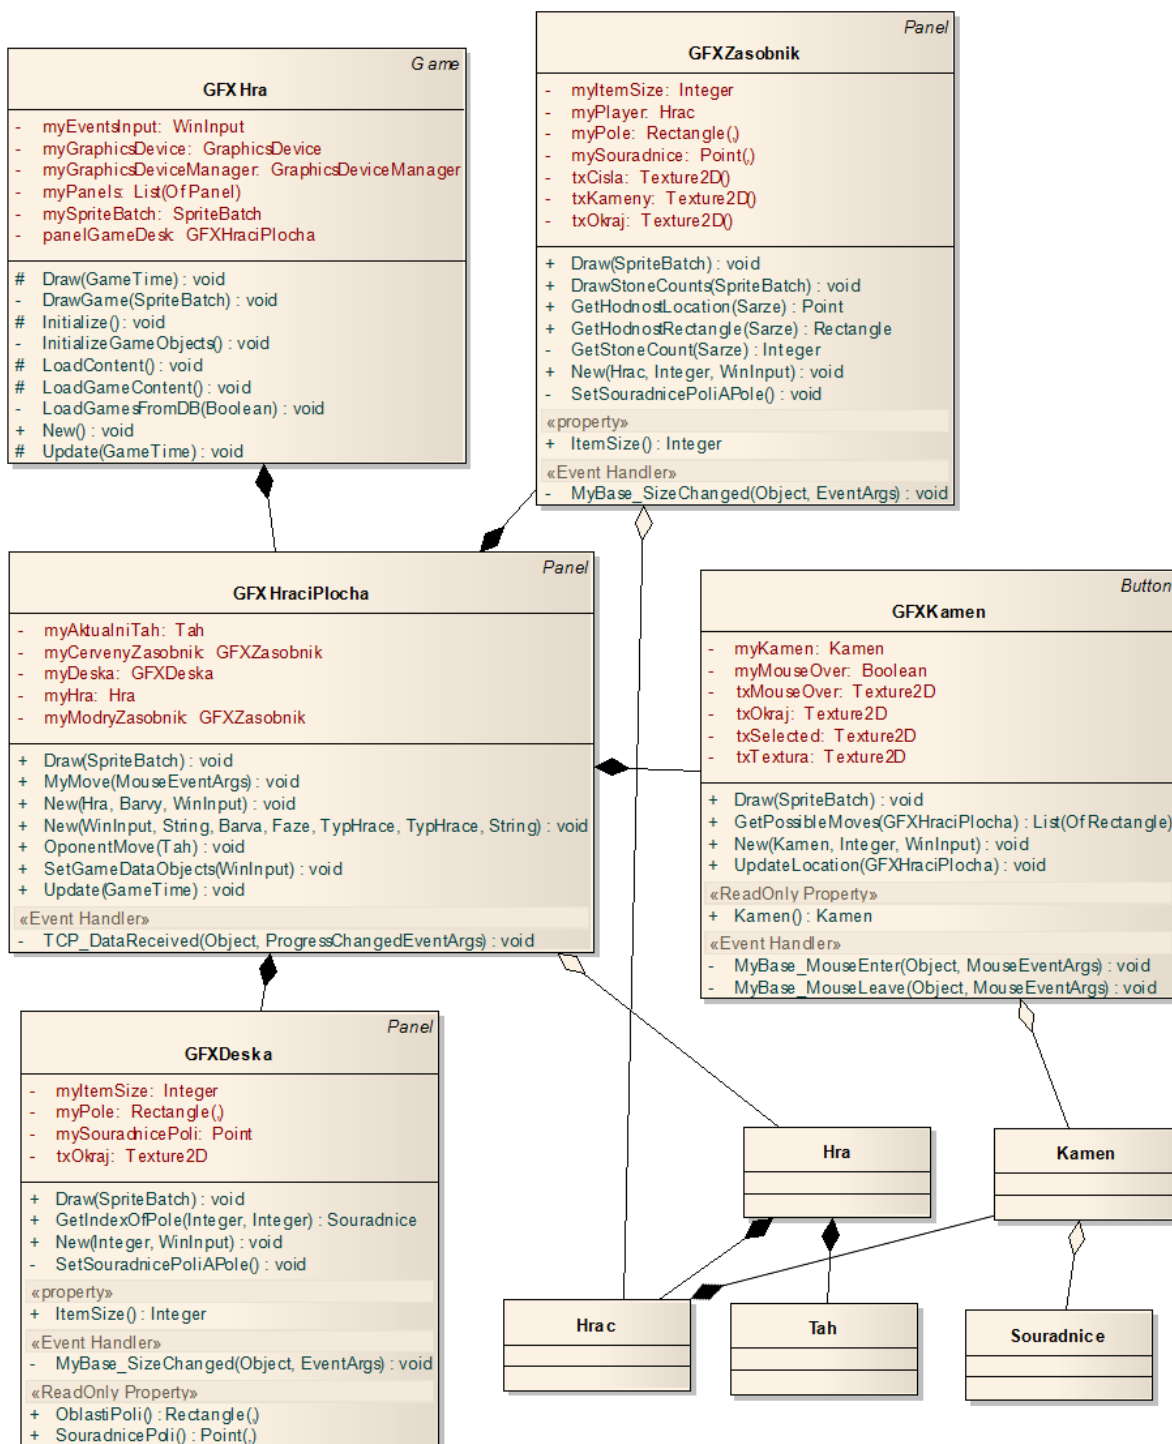 Game
GFXHra
- myEventsInput: WinInput
- myGraphicsDevice: GraphicsDevice
- myGraphicsDeviceManager: GraphicsDeviceManager
- myPanels: List(Of Panel)
- mySpriteBatch: SpriteBatch
- panelGameDesk: GFXHraciPlocha
# Draw(GameTime) : void
- DrawGame(SpriteBatch) : void
# Initialize() : void
- InitializeGameObjects() : void
# LoadContent() : void
# LoadGameContent() : void
- LoadGamesFromDB(Boolean) : void
+ New() : void
# Update(GameTime) : void
Panel
GFXZasobnik
- myItemSize: Integer
- myPlayer: Hrac
- myPole: Rectangle(,)
- mySouradnice: Point(,)
- txCisla: Texture2D()
- txKameny: Texture2D()
- txOkraj: Texture2D()
+ Draw(SpriteBatch) : void
+ DrawStoneCounts(SpriteBatch) : void
+ GetHodnostLocation(Sarze) : Point
+ GetHodnostRectangle(Sarze) : Rectangle
- GetStoneCount(Sarze) : Integer
+ New(Hrac, Integer, WinInput) : void
- SetSouradnicePoliAPole() : void
«property»
+ ItemSize() : Integer
«Event Handler»
- MyBase_SizeChanged(Object, EventArgs) : void
Panel
GFXHraciPlocha
- myAktualniTah: Tah
- myCervenyZasobnik: GFXZasobnik
- myDeska: GFXDeska
- myHra: Hra
- myModryZasobnik: GFXZasobnik
+ Draw(SpriteBatch) : void
+ MyMove(MouseEventArgs) : void
+ New(Hra, Barvy, WinInput) : void
+ New(WinInput, String, Barva, Faze, TypHrace, TypHrace, String) : void
+ OponentMove(Tah) : void
+ SetGameDataObjects(WinInput) : void
+ Update(GameTime) : void
«Event Handler»
- TCP_DataReceived(Object, ProgressChangedEventArgs) : void
Button
GFXKamen
- myKamen: Kamen
- myMouseOver: Boolean
- txMouseOver: Texture2D
- txOkraj: Texture2D
- txSelected: Texture2D
- txTextura: Texture2D
+ Draw(SpriteBatch) : void
+ GetPossibleMoves(GFXHraciPlocha) : List(Of Rectangle)
+ New(Kamen, Integer, WinInput) : void
+ UpdateLocation(GFXHraciPlocha) : void
«ReadOnly Property»
+ Kamen() : Kamen
«Event Handler»
- MyBase_MouseEnter(Object, MouseEventArgs) : void
- MyBase_MouseLeave(Object, MouseEventArgs) : void
Panel
GFXDeska
- myItemSize: Integer
- myPole: Rectangle(,)
- mySouradnicePoli: Point
- txOkraj: Texture2D
+ Draw(SpriteBatch) : void
+ GetIndexOfPole(Integer, Integer) : Souradnice
+ New(Integer, WinInput) : void
- SetSouradnicePoliAPole() : void
«property»
+ ItemSize() : Integer
«Event Handler»
- MyBase_SizeChanged(Object, EventArgs) : void
«ReadOnly Property»
+ OblastiPoli() : Rectangle(,)
+ SouradnicePoli() : Point(,)
Hra
Kamen
Hrac
Tah
Souradnice